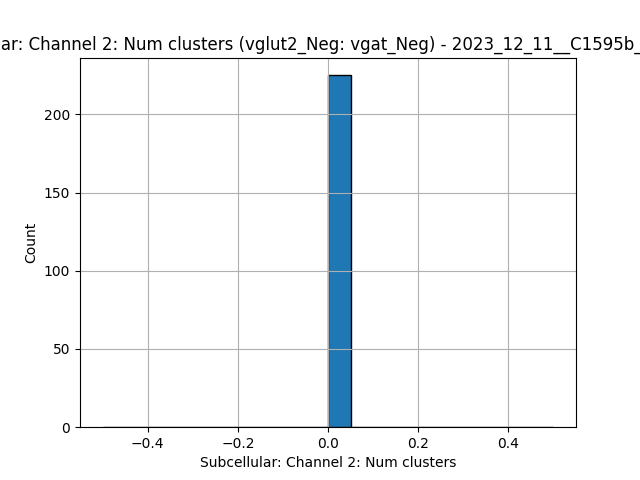 ar: Channel 2: Num clusters (vglut2_Neg: vgat_Neg) - 2023_12_11__C1595b_
200
150
100
50
0
Count
−0.4 −0.2 0.0 0.2 0.4
Subcellular: Channel 2: Num clusters